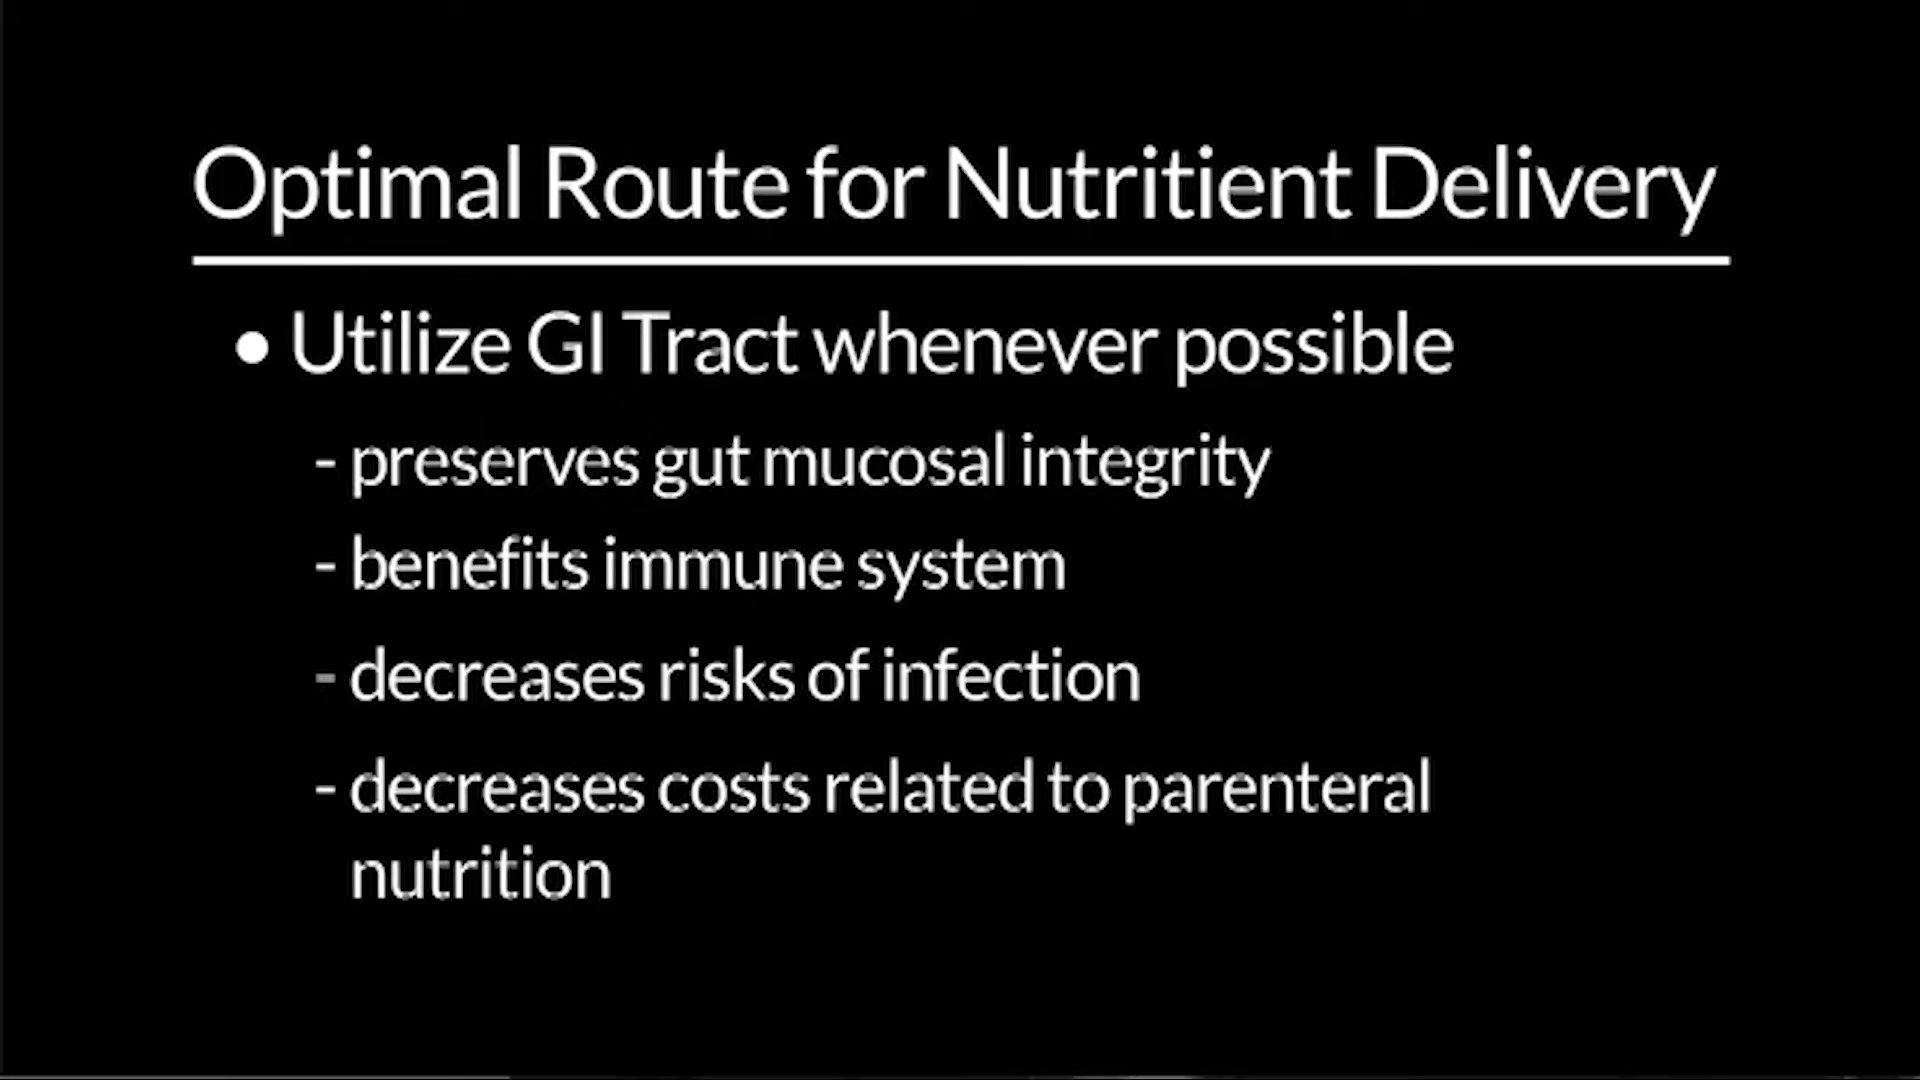 Optimal Route for Nutritient Delivery
• Utilize GI Tract whenever possible
- preserves gut mucosal integrity
- benefits immune system
- decreases risks of infection
- decreases costs related to parenteral
nutrition